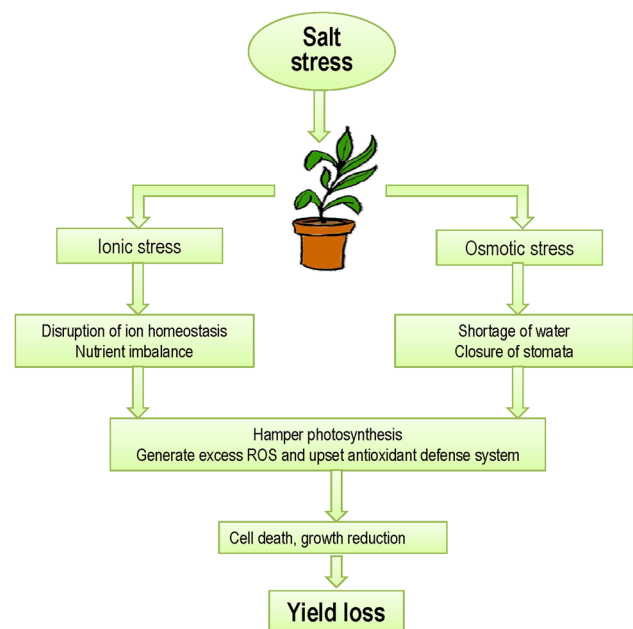 Salt
stress
Ionic stress
Osmotic stress
Disruption of ion homeostasis
Nutrient imbalance
Shortage of water
Closure of stomata
Hamper photosynthesis
Generate excess ROS and upset antioxidant defense system
Cell death, growth reduction
Yield loss